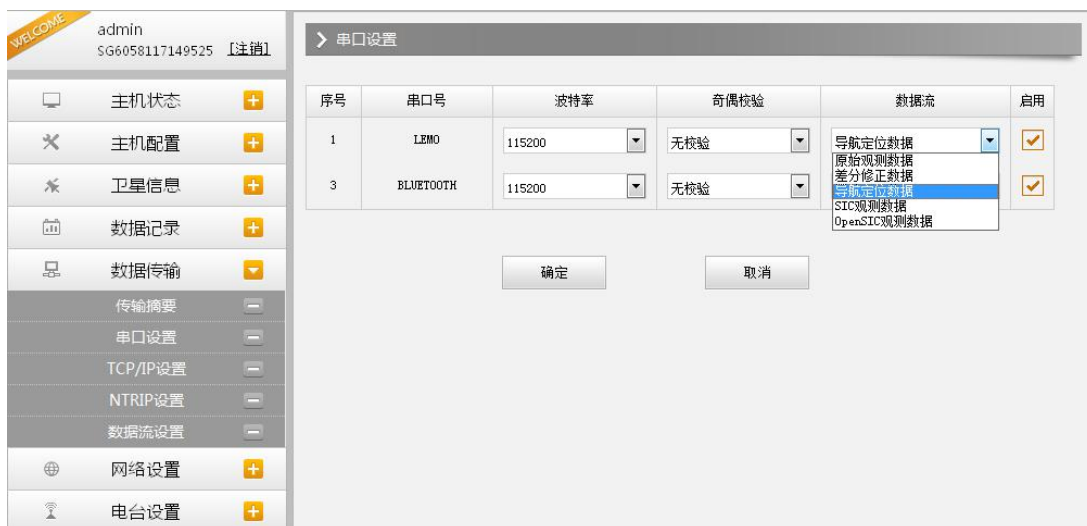 WELCOME
admin
SG6058117149525 [注销]
主机状态
主机配置
卫星信息
数据记录
数据传输
传输摘要
串口设置
TCP/IP设置
NTRIP设置
数据流设置
网络设置
电台设置
串口设置
序号 串口号 波特率 奇偶校验 数据流 启用
1 LEMO 115200 无校验 导航定位数据
原始观测数据
差分修正数据
导航定位数据
SIC观测数据
OpenSIC观测数据
3 BLUETOOTH 115200 无校验
确定 取消